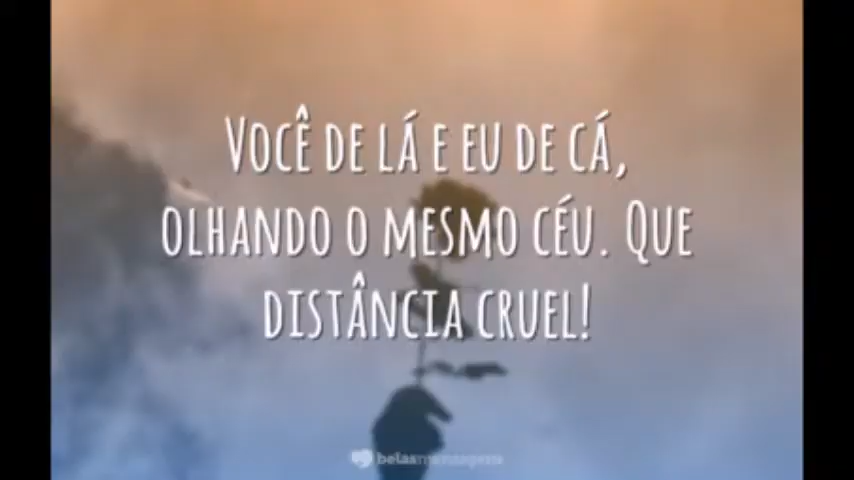 VOCÊ DE LÁ E EU DE CÁ,
OLHANDO O MESMO CÉU. QUE
DISTÂNCIA CRUEL!
belasmensagens